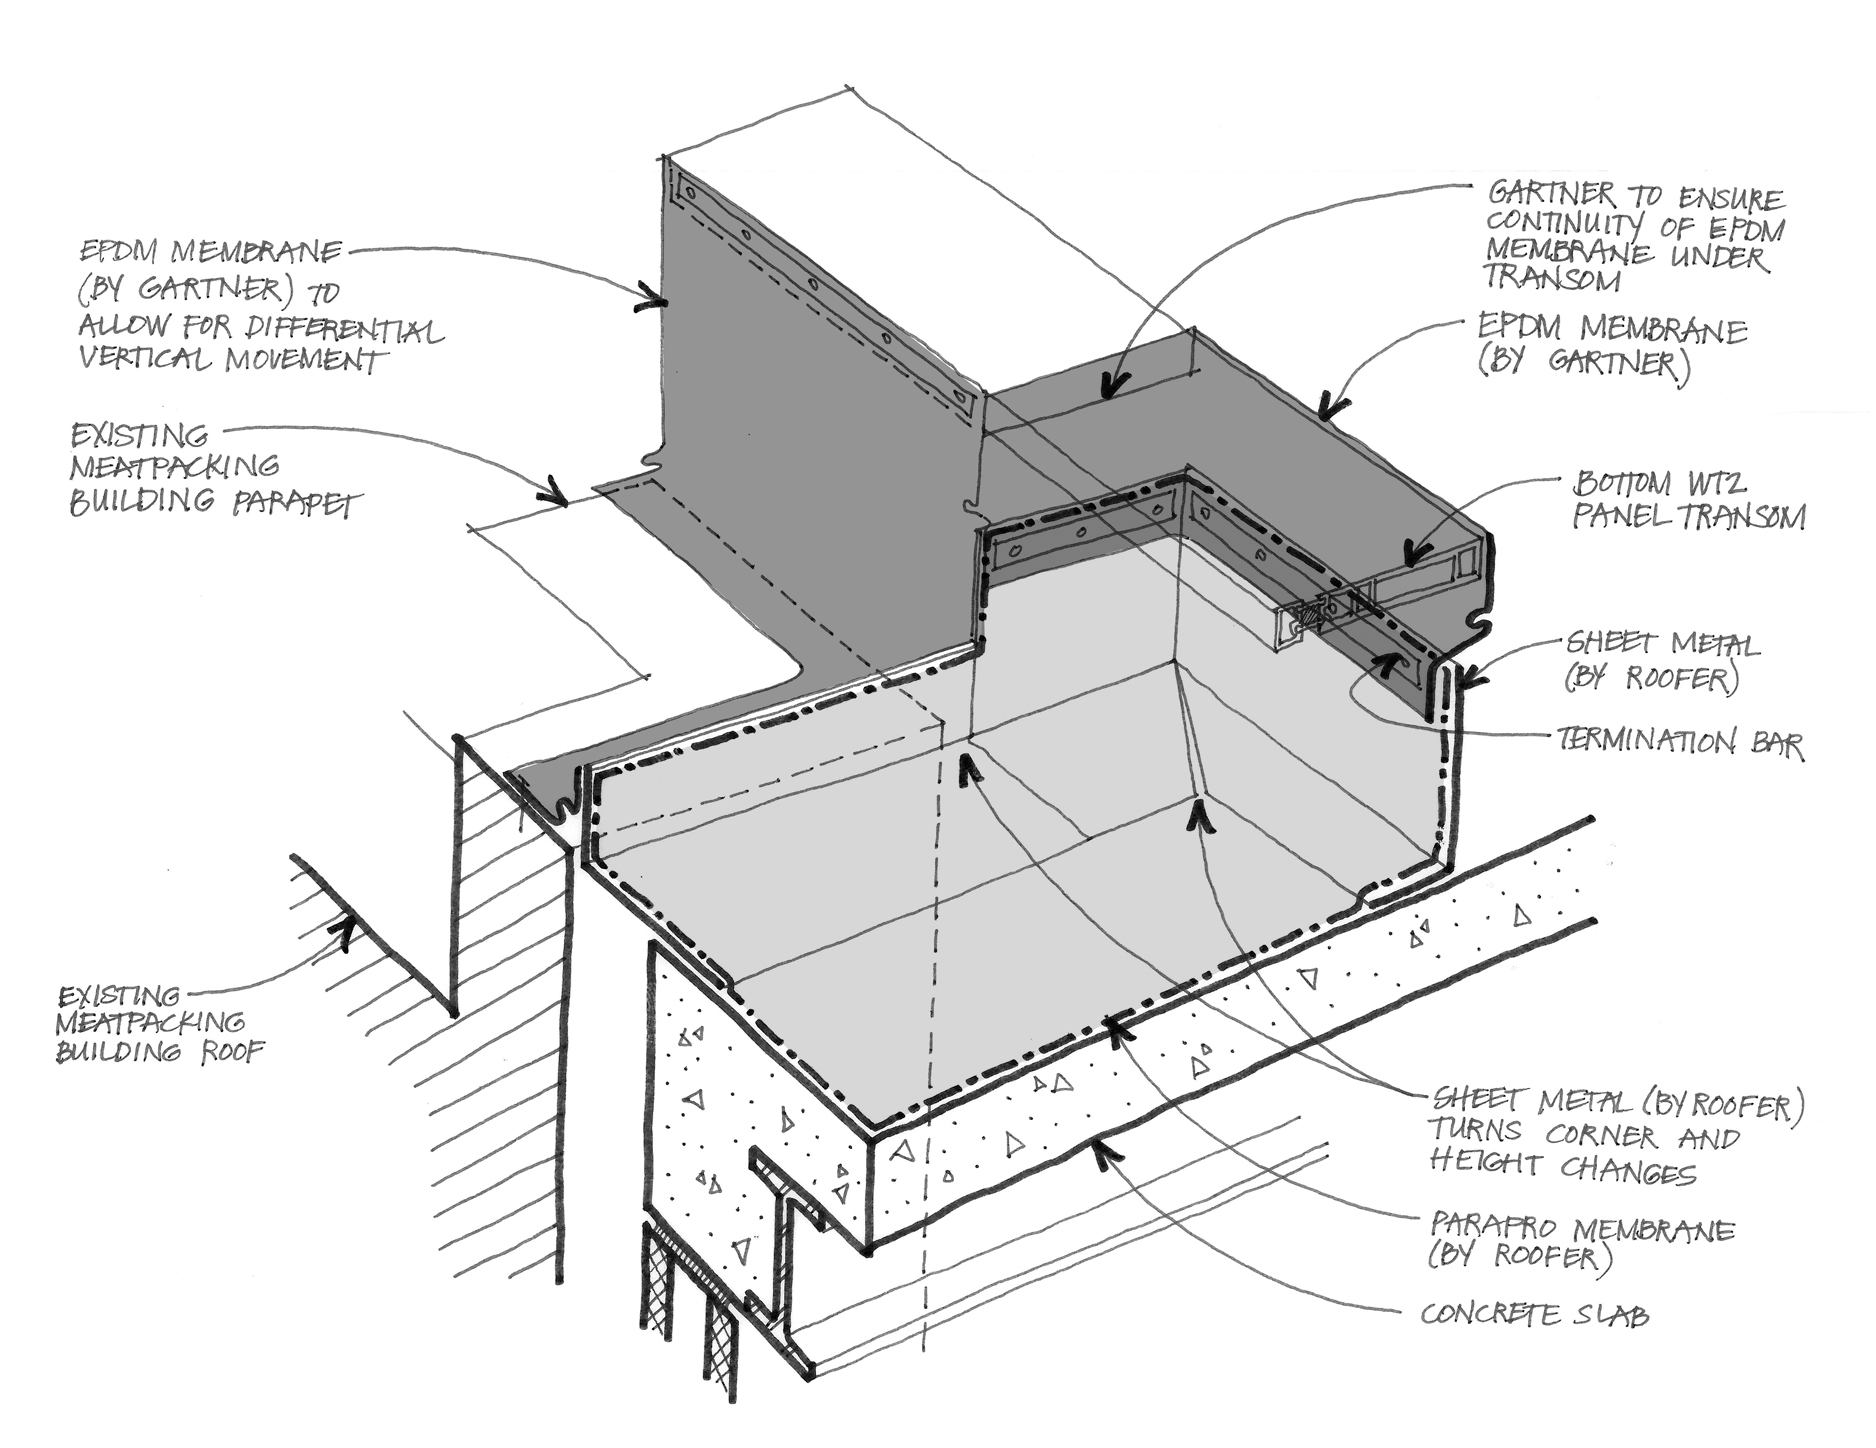 EPDM MEMBRANE
(BY GARTNER) TO
ALLOW FOR DIFFERENTIAL
VERTICAL MOVEMENT
EXISTING
MEATPACKING
BUILDING PARAPET
EXISTING
MEATPACKING
BUILDING ROOF
GARTNER TO ENSURE
CONTINUITY OF EPDM
MEMBRANE UNDER
TRANSOM
EPDM MEMBRANE
(BY GARTNER)
BOTTOM WT2
PANEL TRANSOM
SHEET METAL
(BY ROOFER)
TERMINATION BAR
SHEET METAL (BY ROOFER)
TURNS CORNER AND
HEIGHT CHANGES
PARAPRO MEMBRANE
(BY ROOFER)
CONCRETE SLAB